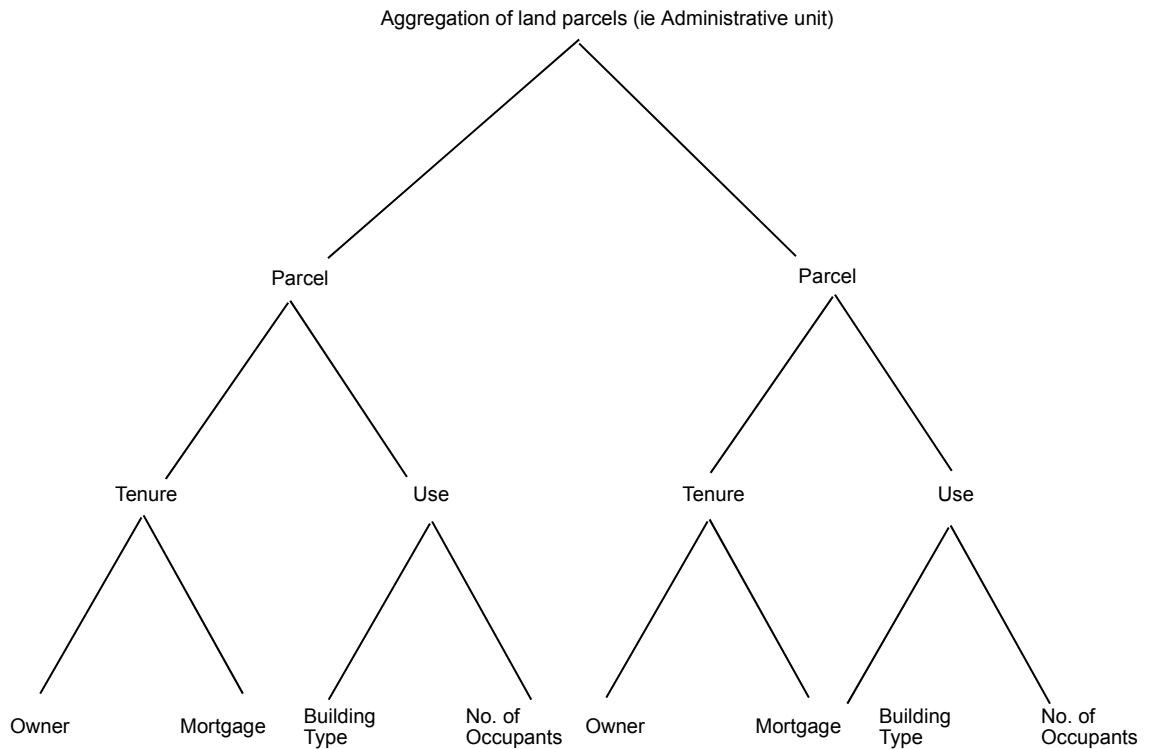 Aggregation of land parcels (ie Administrative unit)
Parcel
Parcel
Tenure
Use
Tenure
Use
Owner
Mortgage
Building
Type
No. of
Occupants
Owner
Mortgage
Building
Type
No. of
Occupants